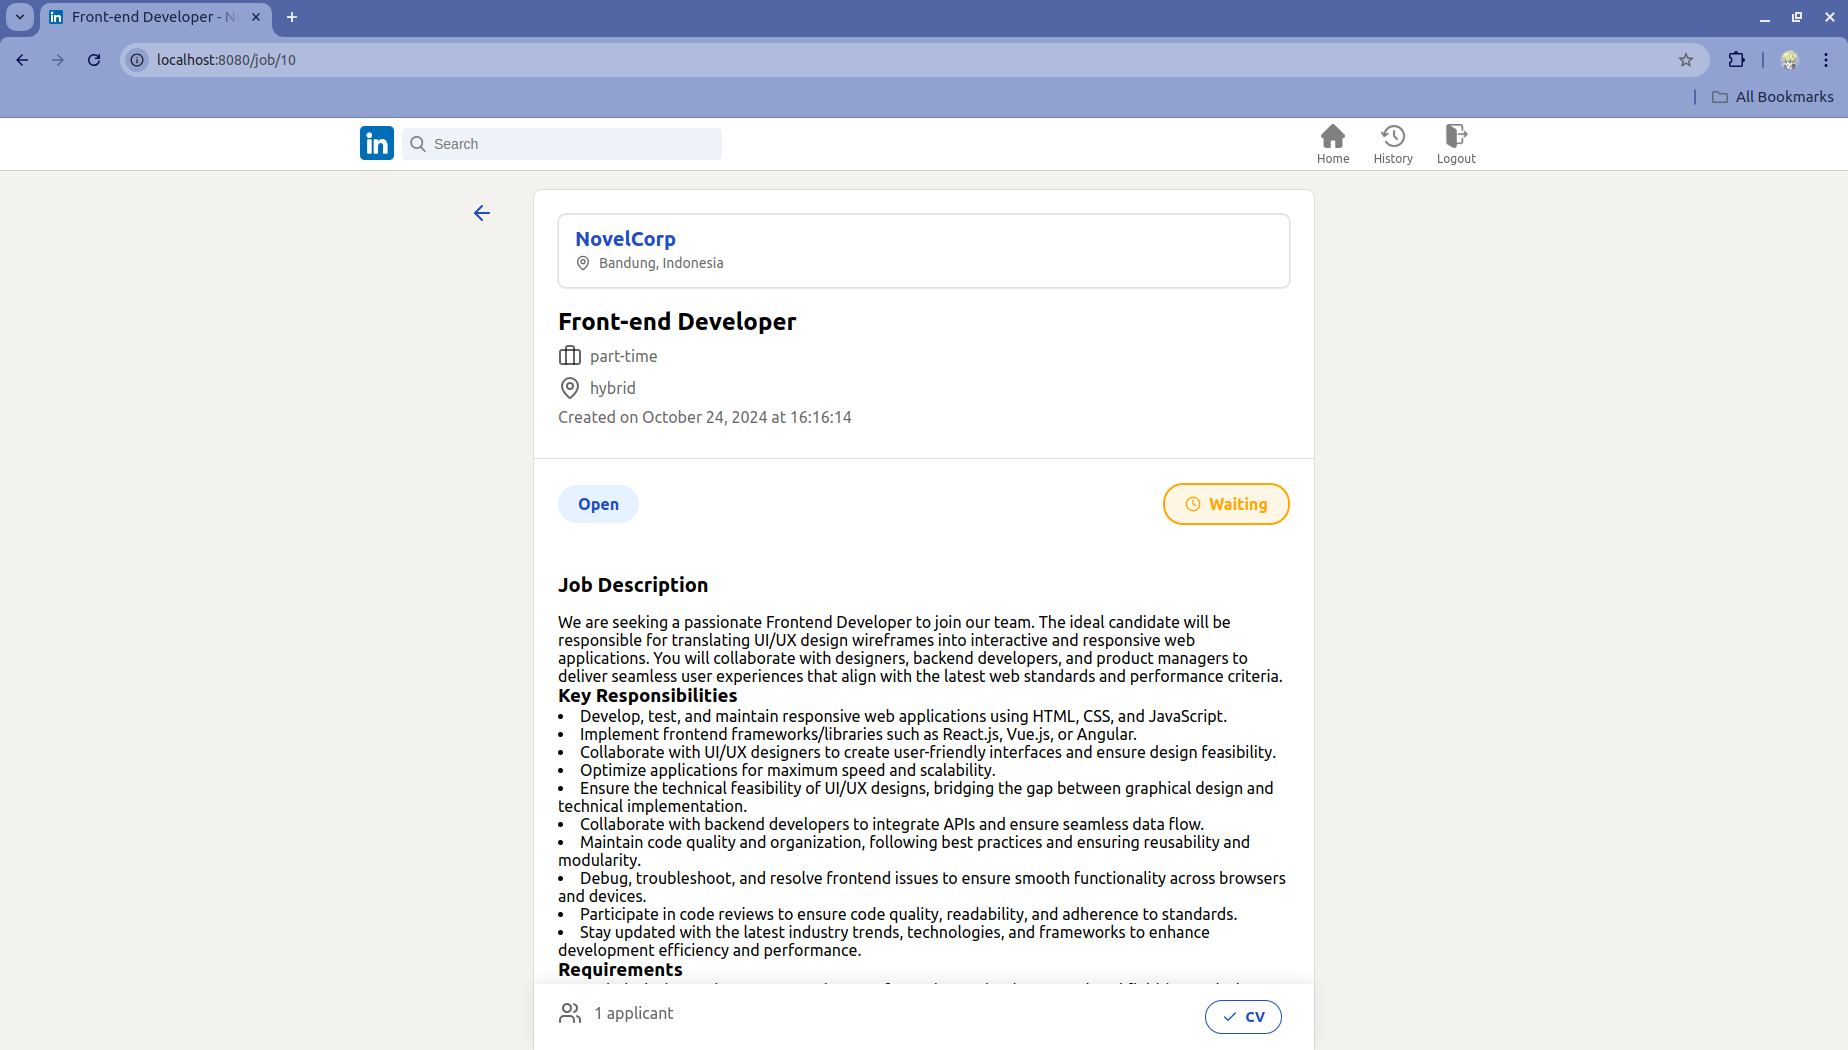 Front-end Developer - N
localhost:8080/job/10
All Bookmarks
in
Search
Home
History
Logout
NovelCorp
Bandung, Indonesia
Front-end Developer
part-time
hybrid
Created on October 24, 2024 at 16:16:14
Open
Waiting
Job Description
We are seeking a passionate Frontend Developer to join our team. The ideal candidate will be
responsible for translating UI/UX design wireframes into interactive and responsive web
applications. You will collaborate with designers, backend developers, and product managers to
deliver seamless user experiences that align with the latest web standards and performance criteria.
Key Responsibilities
• Develop, test, and maintain responsive web applications using HTML, CSS, and JavaScript.
• Implement frontend frameworks/libraries such as React.js, Vue.js, or Angular.
• Collaborate with UI/UX designers to create user-friendly interfaces and ensure design feasibility.
• Optimize applications for maximum speed and scalability.
• Ensure the technical feasibility of UI/UX designs, bridging the gap between graphical design and
technical implementation.
• Collaborate with backend developers to integrate APIs and ensure seamless data flow.
• Maintain code quality and organization, following best practices and ensuring reusability and
modularity.
• Debug, troubleshoot, and resolve frontend issues to ensure smooth functionality across browsers
and devices.
• Participate in code reviews to ensure code quality, readability, and adherence to standards.
• Stay updated with the latest industry trends, technologies, and frameworks to enhance
development efficiency and performance.
Requirements
1 applicant
CV